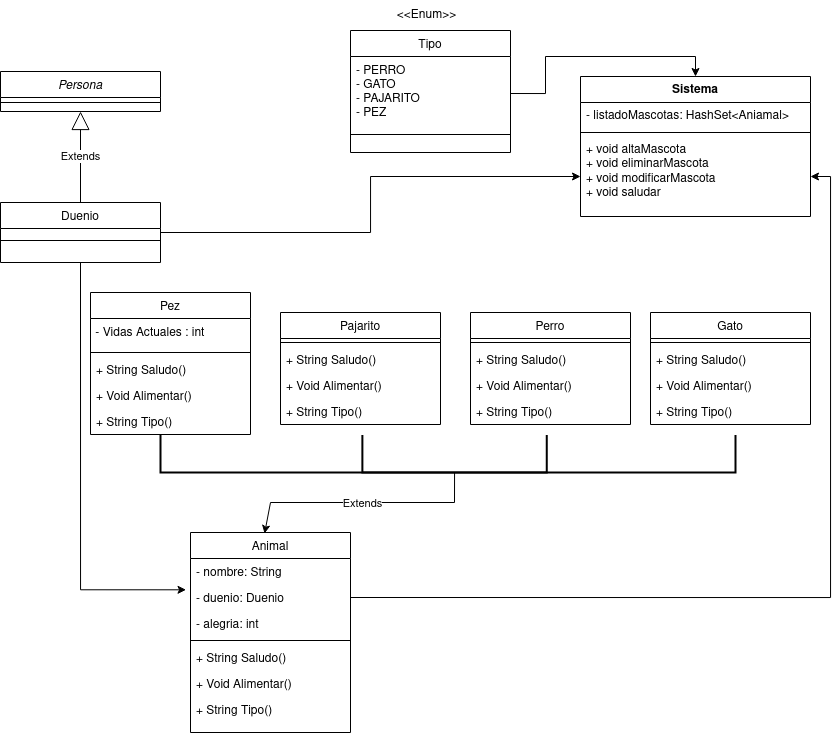 <<Enum>>
Tipo
- PERRO
- GATO
- PAJARITO
- PEZ
Persona
Extends
Duenio
Sistema
- listadoMascotas: HashSet<Aniamal>
+ void altaMascota
+ void eliminarMascota
+ void modificarMascota
+ void saludar
Pez
- Vidas Actuales : int
+ String Saludo()
+ Void Alimentar()
+ String Tipo()
Pajarito
+ String Saludo()
+ Void Alimentar()
+ String Tipo()
Perro
+ String Saludo()
+ Void Alimentar()
+ String Tipo()
Gato
+ String Saludo()
+ Void Alimentar()
+ String Tipo()
Extends
Animal
- nombre: String
- duenio: Duenio
- alegria: int
+ String Saludo()
+ Void Alimentar()
+ String Tipo()